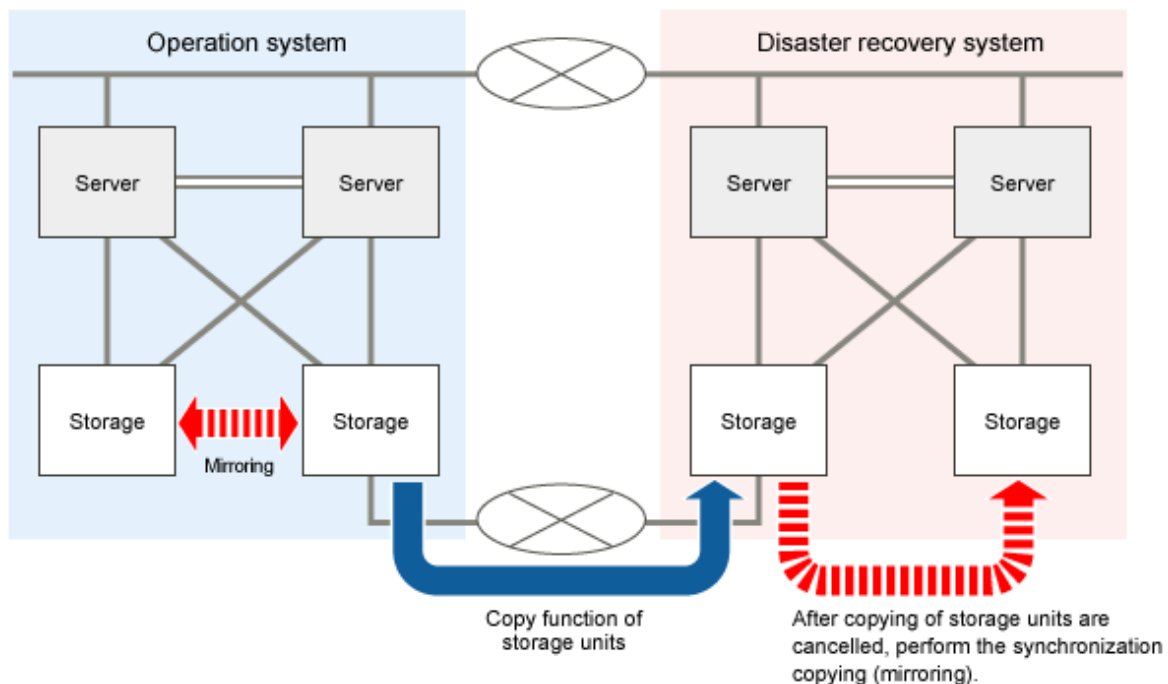 Operation system
Disaster recovery system
Server
Server
Server
Server
Storage
Storage
Storage
Storage
Mirroring
Copy function of
storage units
After copying of storage units are
cancelled, perform the synchronization
copying (mirroring).